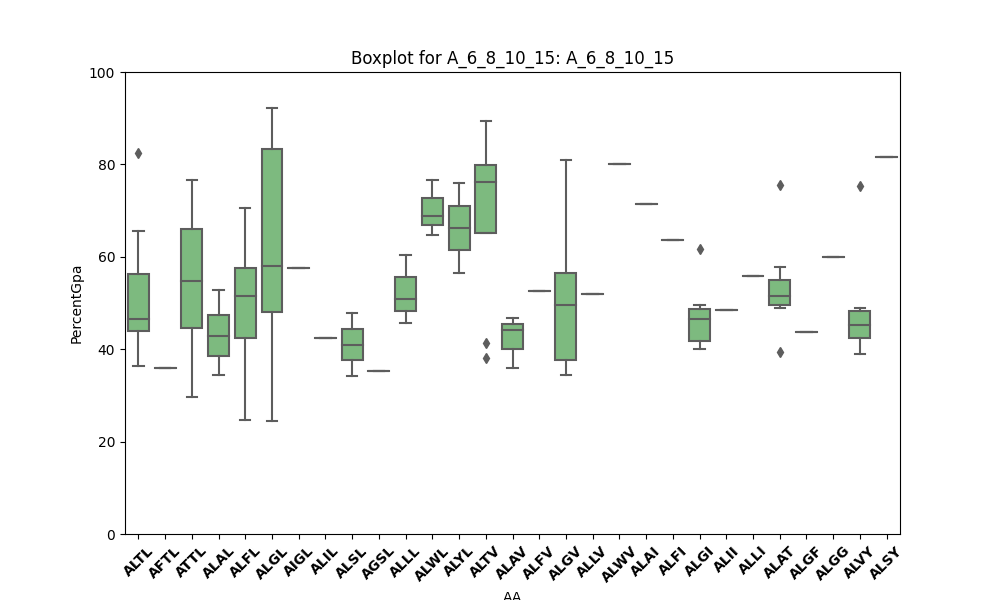 Boxplot for A_6_8_10_15: A_6_8_10_15
100
80
60
40
20
0
PercentGpa
ALTL AFTL ATTL ALAL ALFL ALGL AIGL ALIL ALSL AGSL ALLL ALWL ALYL ALTV ALAV ALFV ALGV ALLV ALWV ALAI ALFI ALGI ALII ALLI ALAT ALGF ALGG ALVY ALSY
AA